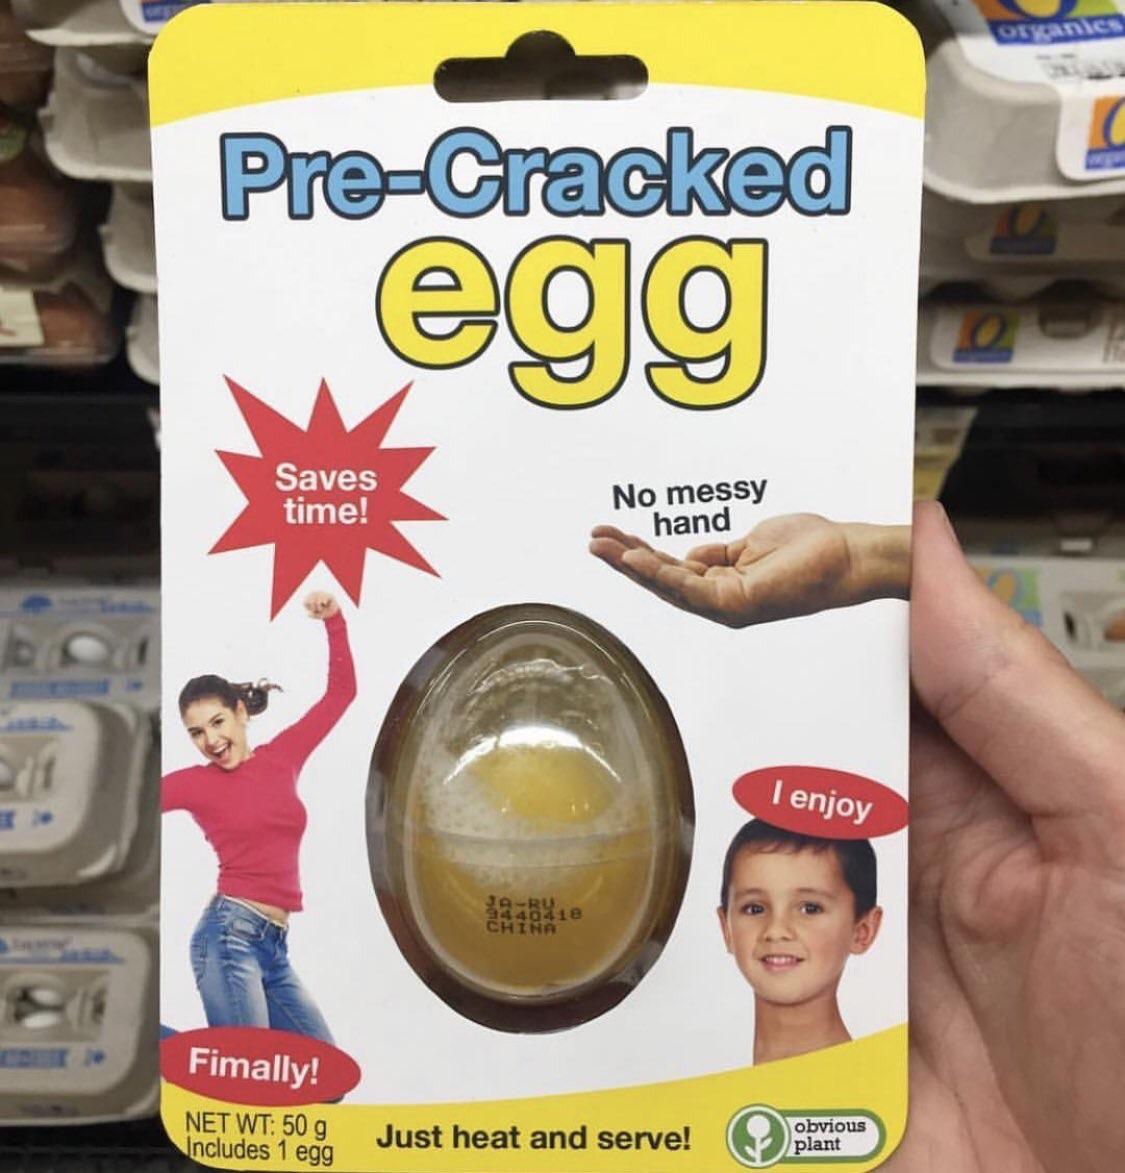 organics
Pre-Cracked
egg
Saves
time!
No messy
hand
I enjoy
JA-RU
9440418
CHINA
Fimally!
NET WT: 50 g
Includes 1 egg
Just heat and serve!
obvious
plant